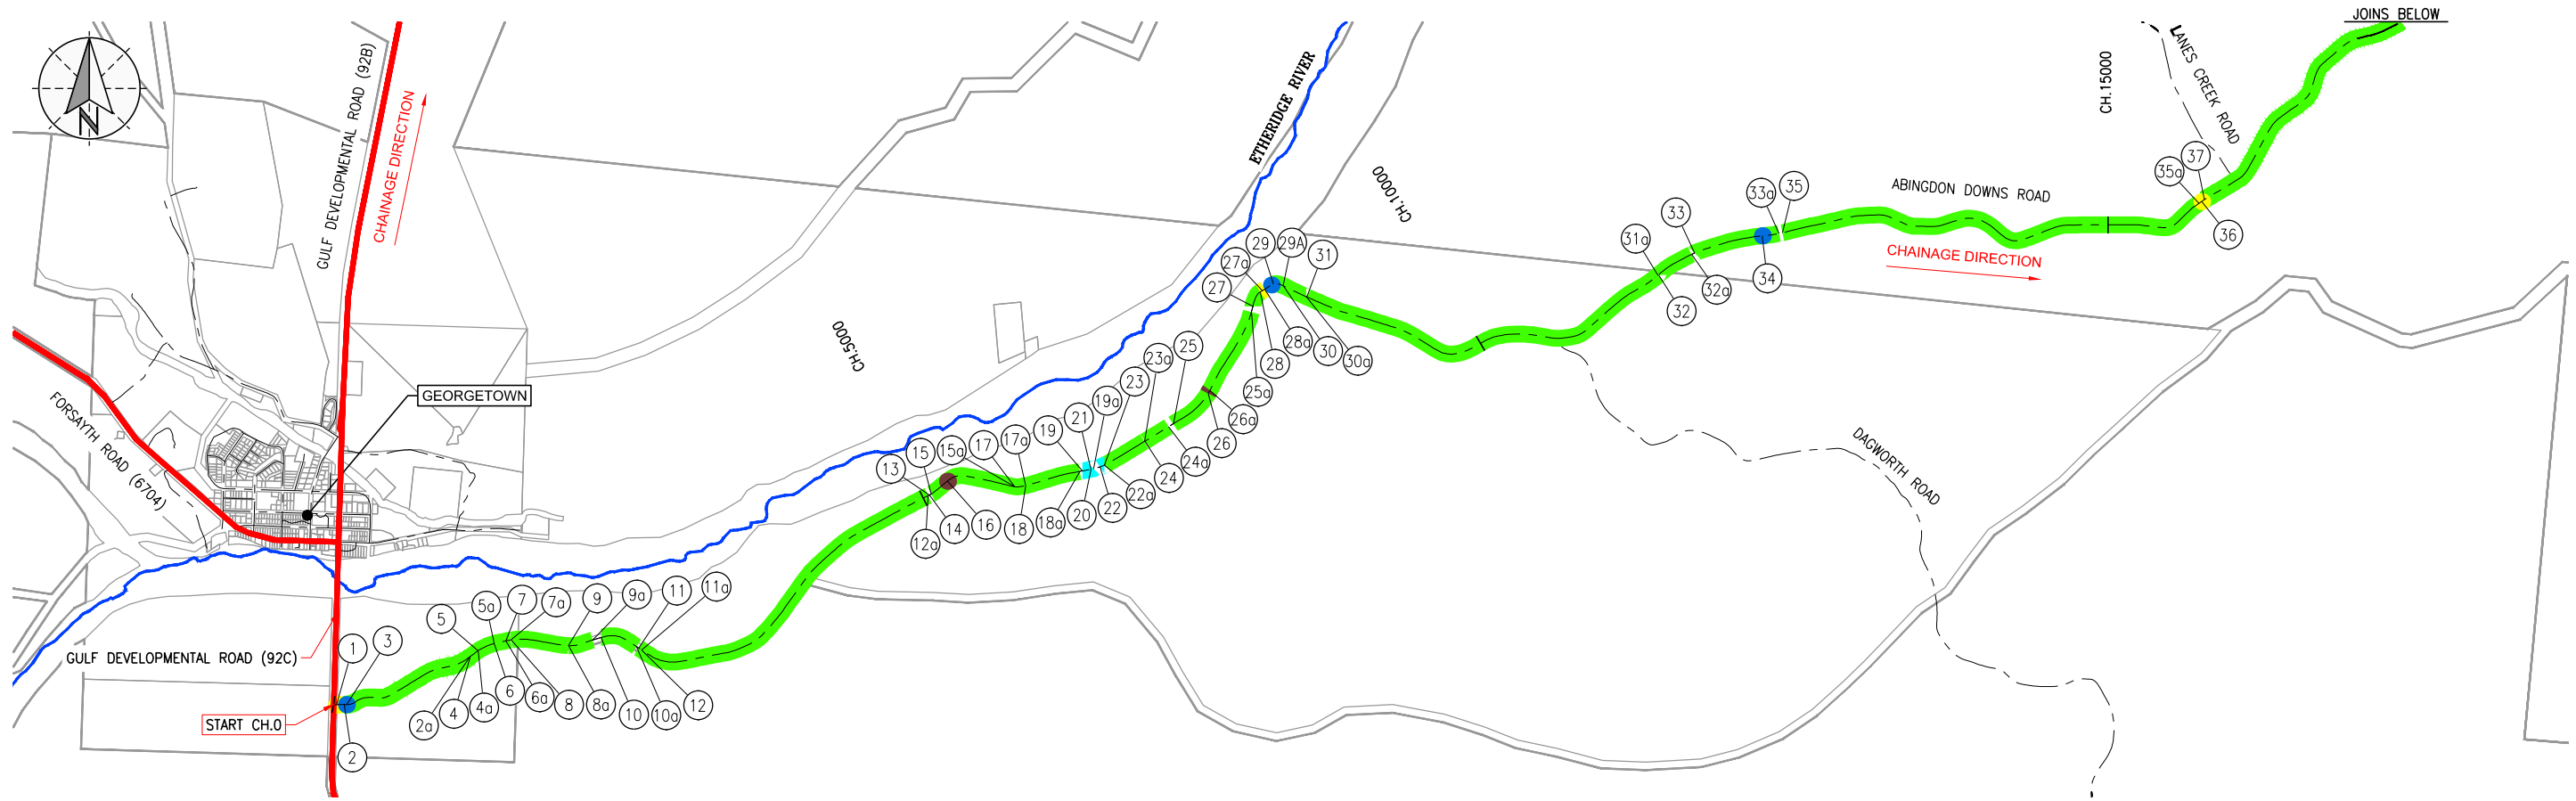 JOINS BELOW
N
GULF DEVELOPMENTAL ROAD (92B)
CHAINAGE DIRECTION
ETHERIDGE RIVER
CH.15000
LANES CREEK ROAD
CH.10000
ABINGDON DOWNS ROAD
CHAINAGE DIRECTION
CH.5000
GEORGETOWN
FORSAYTH ROAD (6704)
DAGWORTH ROAD
GULF DEVELOPMENTAL ROAD (92C)
START CH.0
1
3
2
2a
4
4a
5
5a
6
6a
7
7a
8
8a
9
9a
10
10a
11
11a
12
12a
13
14
15
15a
16
17
17a
18
18a
19
19a
20
21
22
22a
23
23a
24
24a
25
25a
26
26a
27
27a
28
28a
29
29A
30
30a
31
31a
32
32a
33
33a
34
35
35a
36
37